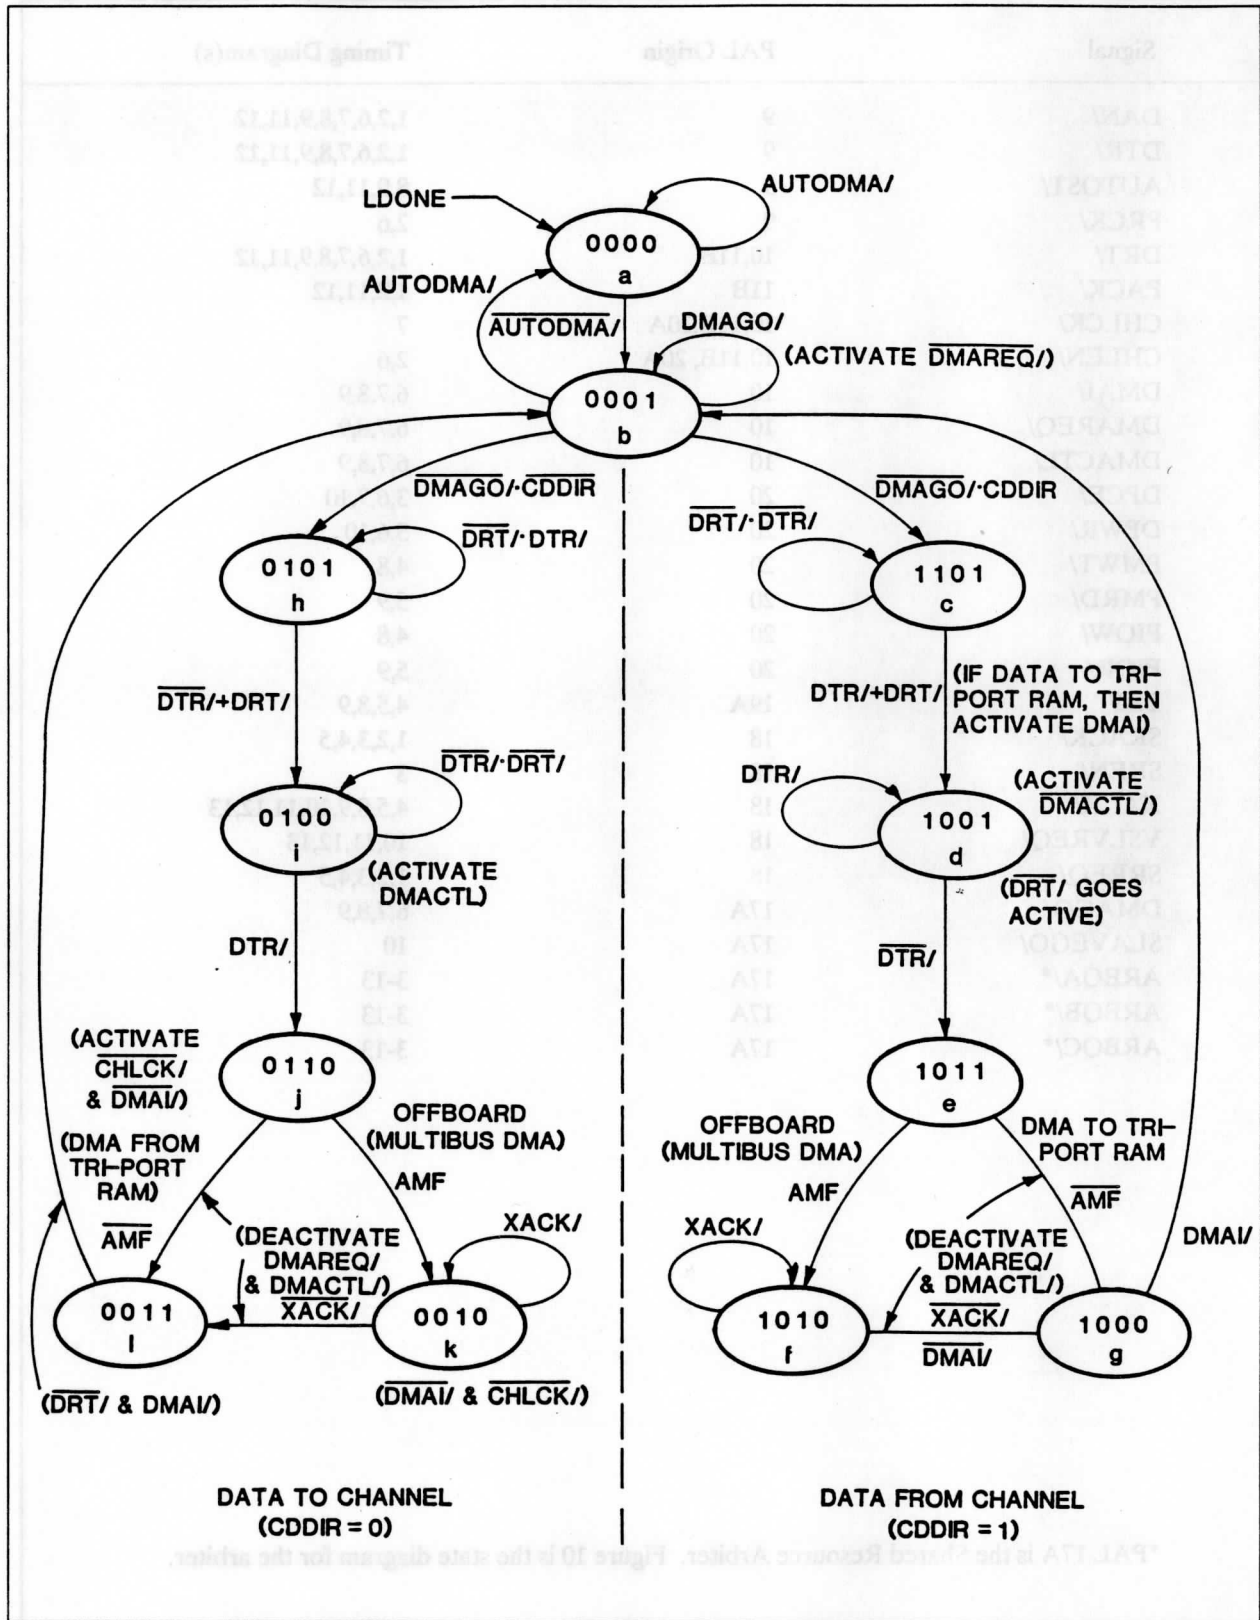 LDONE
AUTODMA/
0000
a
AUTODMA/
AUTODMA/
DMAGO/
(ACTIVATE DMAREQ/)
0001
b
DMAGO/·CDDIR
DMAGO/·CDDIR
DRT/·DTR/
DRT/·DTR/
0101
h
1101
c
DTR/+DRT/
DTR/+DRT/
(IF DATA TO TRI-
PORT RAM, THEN
ACTIVATE DMAI)
DTR/·DRT/
DTR/
(ACTIVATE
DMACTL/)
0100
i
1001
d
(ACTIVATE
DMACTL)
(DRT/ GOES
ACTIVE)
DTR/
DTR/
(ACTIVATE
CHLCK/
& DMAI/)
0110
j
1011
e
(DMA FROM
TRI-PORT
RAM)
OFFBOARD
(MULTIBUS DMA)
AMF
OFFBOARD
(MULTIBUS DMA)
AMF
DMA TO TRI-
PORT RAM
AMF
AMF
(DEACTIVATE
DMAREQ/
& DMACTL/)
XACK/
XACK/
XACK/
(DEACTIVATE
DMAREQ/
& DMACTL/)
XACK/
DMAI/
DMAI/
0011
l
0010
k
1010
f
1000
g
(DRT/ & DMAI/)
(DMAI/ & CHLCK/)
DATA TO CHANNEL
(CDDIR = 0)
DATA FROM CHANNEL
(CDDIR = 1)